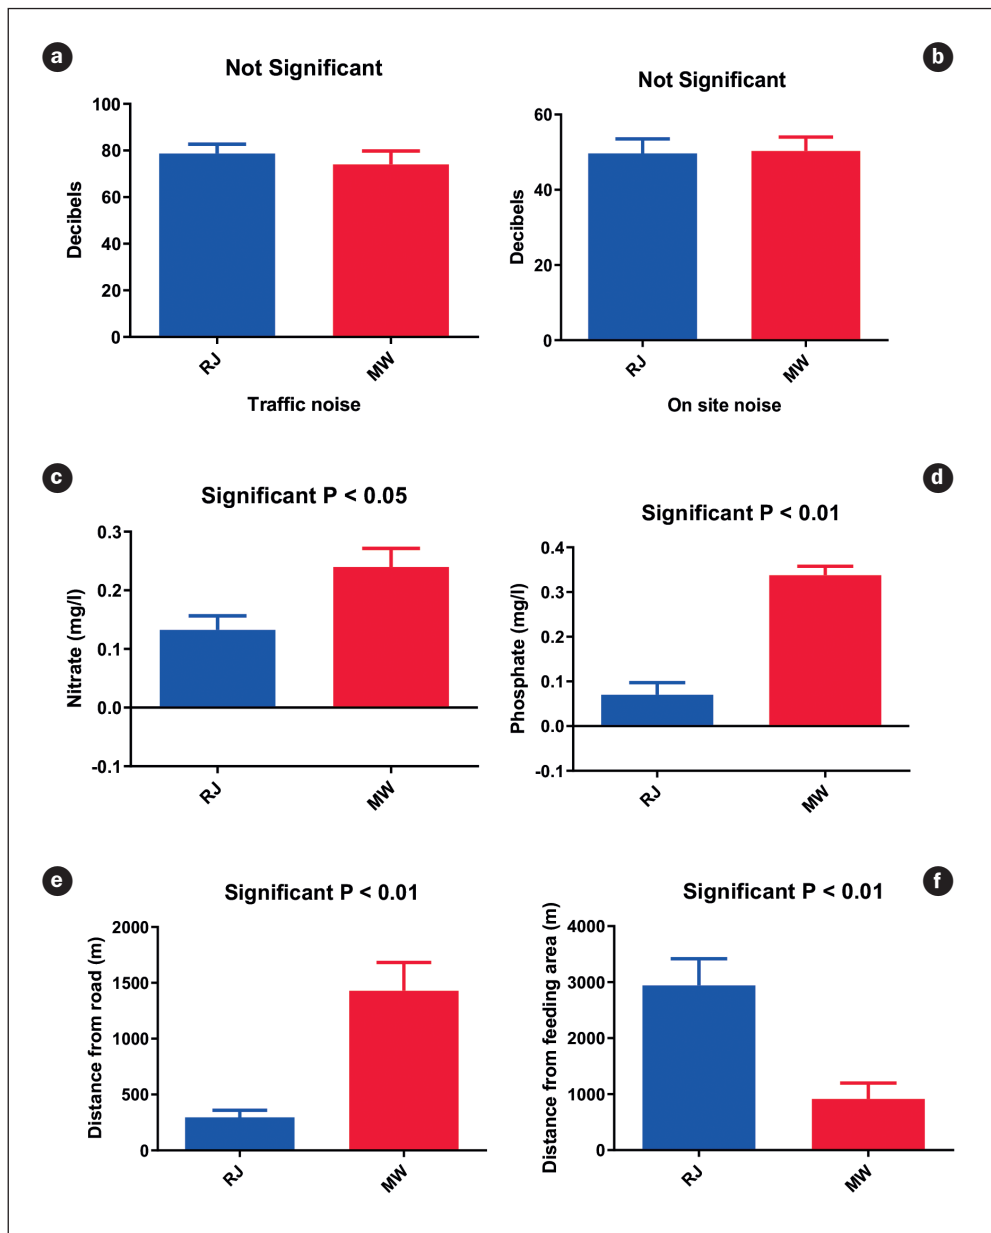 a
Not Significant
100
80
60
40
20
0
Decibels
RJ
MW
Traffic noise
b
Not Significant
60
40
20
0
Decibels
RJ
MW
On site noise
c
Significant P < 0.05
0.3
0.2
0.1
0.0
-0.1
Nitrate (mg/l)
RJ
MW
d
Significant P < 0.01
0.4
0.3
0.2
0.1
0.0
-0.1
Phosphate (mg/l)
RJ
MW
e
Significant P < 0.01
2000
1500
1000
500
0
Distance from road (m)
RJ
MW
f
Significant P < 0.01
4000
3000
2000
1000
0
Distance from feeding area (m)
RJ
MW